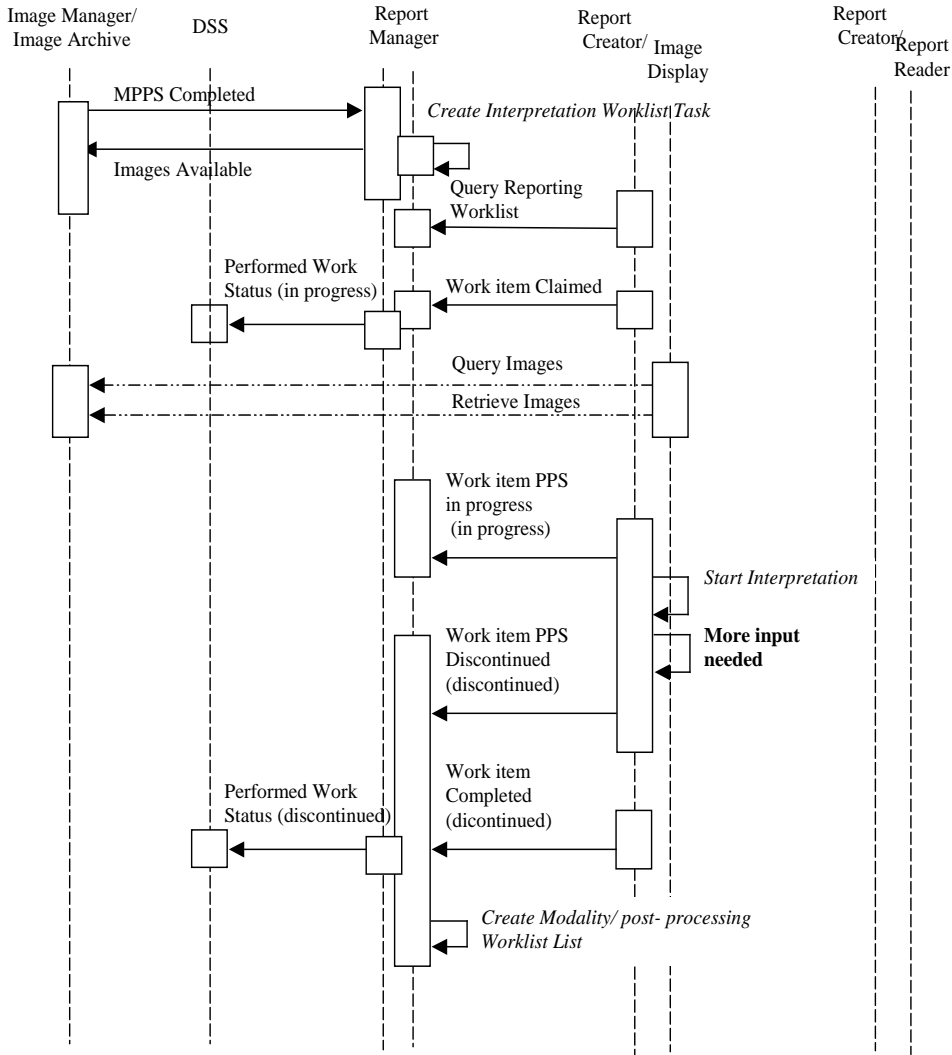 Image Manager/
Image Archive
DSS
Report
Manager
Report
Creator/
Image
Display
Report
Creator/
Report
Reader
MPPS Completed
Create Interpretation Worklist Task
Images Available
Query Reporting
Worklist
Performed Work
Status (in progress)
Work item Claimed
Query Images
Retrieve Images
Work item PPS
in progress
(in progress)
Start Interpretation
More input
needed
Work item PPS
Discontinued
(discontinued)
Work item
Completed
(dicontinued)
Performed Work
Status (discontinued)
Create Modality/ post- processing
Worklist List